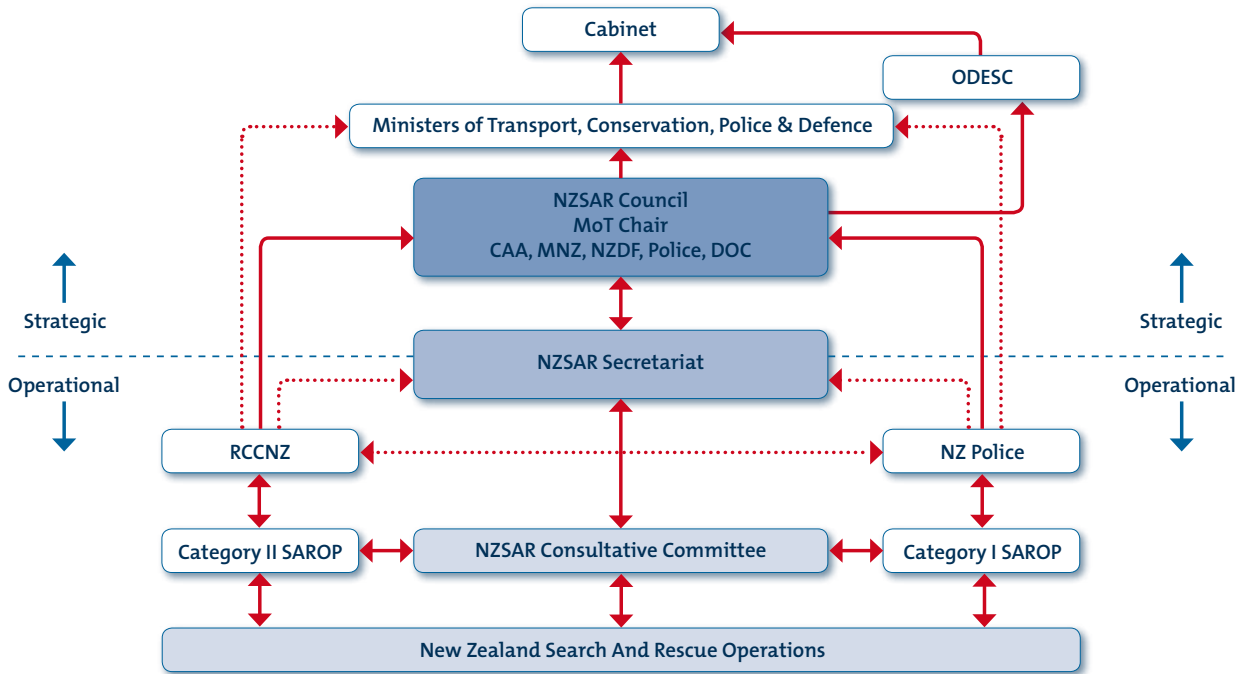 Cabinet
ODESC
Ministers of Transport, Conservation, Police & Defence
NZSAR Council
MoT Chair
CAA, MNZ, NZDF, Police, DOC
Strategic
Strategic
NZSAR Secretariat
Operational
Operational
RCCNZ
NZ Police
Category II SAROP
NZSAR Consultative Committee
Category I SAROP
New Zealand Search And Rescue Operations